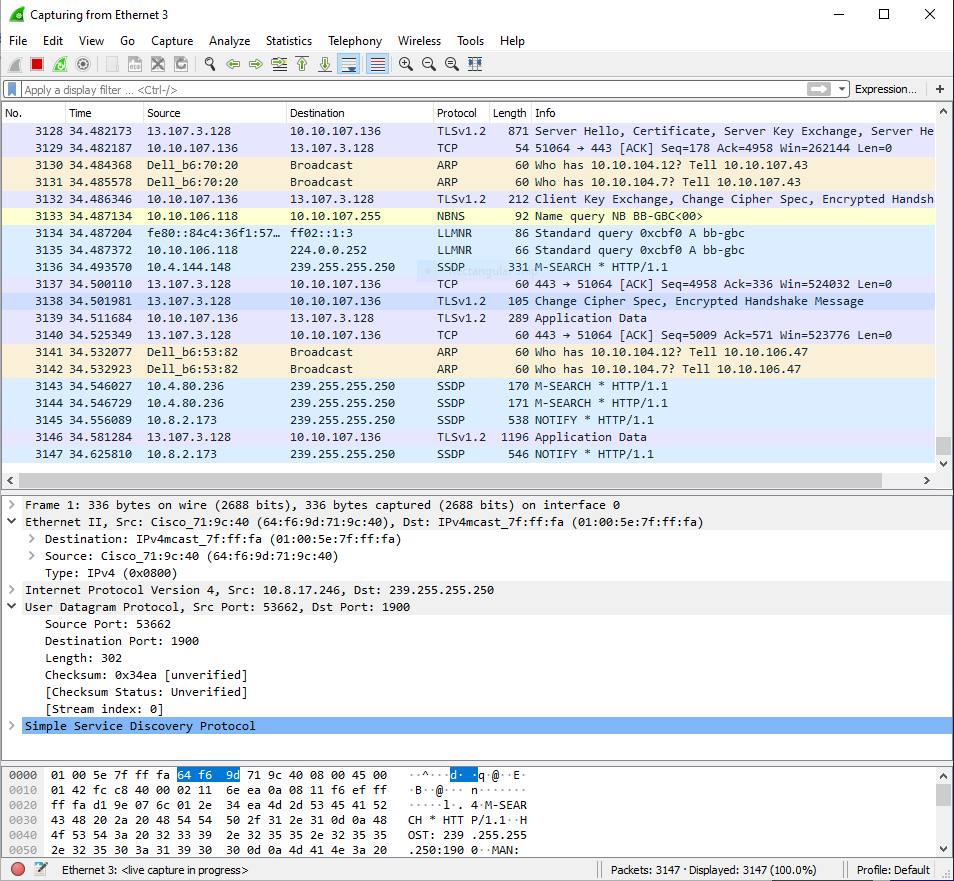 Capturing from Ethernet 3
File Edit View Go Capture Analyze Statistics Telephony Wireless Tools Help
Apply a display filter ... <Ctrl-/> Expression... +
No. Time Source Destination Protocol Length Info
3128 34.482173 13.107.3.128 10.10.107.136 TLSv1.2 871 Server Hello, Certificate, Server Key Exchange, Server He
3129 34.482187 10.10.107.136 13.107.3.128 TCP 54 51064 → 443 [ACK] Seq=178 Ack=4958 Win=262144 Len=0
3130 34.484368 Dell_b6:70:20 Broadcast ARP 60 Who has 10.10.104.12? Tell 10.10.107.43
3131 34.485578 Dell_b6:70:20 Broadcast ARP 60 Who has 10.10.104.7? Tell 10.10.107.43
3132 34.486346 10.10.107.136 13.107.3.128 TLSv1.2 212 Client Key Exchange, Change Cipher Spec, Encrypted Handsh
3133 34.487134 10.10.106.118 10.10.107.255 NBNS 92 Name query NB BB-GBC<00>
3134 34.487204 fe80::84c4:36f1:57… ff02::1:3 LLMNR 86 Standard query 0xcbf0 A bb-gbc
3135 34.487372 10.10.106.118 224.0.0.252 LLMNR 66 Standard query 0xcbf0 A bb-gbc
3136 34.493570 10.4.144.148 239.255.255.250 SSDP 331 M-SEARCH * HTTP/1.1
3137 34.500110 13.107.3.128 10.10.107.136 TCP 60 443 → 51064 [ACK] Seq=4958 Ack=336 Win=524032 Len=0
3138 34.501981 13.107.3.128 10.10.107.136 TLSv1.2 105 Change Cipher Spec, Encrypted Handshake Message
3139 34.511684 10.10.107.136 13.107.3.128 TLSv1.2 289 Application Data
3140 34.525349 13.107.3.128 10.10.107.136 TCP 60 443 → 51064 [ACK] Seq=5009 Ack=571 Win=523776 Len=0
3141 34.532077 Dell_b6:53:82 Broadcast ARP 60 Who has 10.10.104.12? Tell 10.10.106.47
3142 34.532923 Dell_b6:53:82 Broadcast ARP 60 Who has 10.10.104.7? Tell 10.10.106.47
3143 34.546027 10.4.80.236 239.255.255.250 SSDP 170 M-SEARCH * HTTP/1.1
3144 34.546729 10.4.80.236 239.255.255.250 SSDP 171 M-SEARCH * HTTP/1.1
3145 34.556089 10.8.2.173 239.255.255.250 SSDP 538 NOTIFY * HTTP/1.1
3146 34.581284 13.107.3.128 10.10.107.136 TLSv1.2 1196 Application Data
3147 34.625810 10.8.2.173 239.255.255.250 SSDP 546 NOTIFY * HTTP/1.1
Frame 1: 336 bytes on wire (2688 bits), 336 bytes captured (2688 bits) on interface 0
Ethernet II, Src: Cisco_71:9c:40 (64:f6:9d:71:9c:40), Dst: IPv4mcast_7f:ff:fa (01:00:5e:7f:ff:fa)
Destination: IPv4mcast_7f:ff:fa (01:00:5e:7f:ff:fa)
Source: Cisco_71:9c:40 (64:f6:9d:71:9c:40)
Type: IPv4 (0x0800)
Internet Protocol Version 4, Src: 10.8.17.246, Dst: 239.255.255.250
User Datagram Protocol, Src Port: 53662, Dst Port: 1900
Source Port: 53662
Destination Port: 1900
Length: 302
Checksum: 0x34ea [unverified]
[Checksum Status: Unverified]
[Stream index: 0]
Simple Service Discovery Protocol
0000 01 00 5e 7f ff fa 64 f6 9d 71 9c 40 08 00 45 00 ··^···d· ·q·@··E·
0010 01 42 fc c8 40 00 02 11 6e ea 0a 08 11 f6 ef ff ·B··@··· n·······
0020 ff fa d1 9e 07 6c 01 2e 34 ea 4d 2d 53 45 41 52 ·····l·. 4·M-SEAR
0030 43 48 20 2a 20 48 54 54 50 2f 31 2e 31 0d 0a 48 CH * HTT P/1.1··H
0040 4f 53 54 3a 20 32 33 39 2e 32 35 35 2e 32 35 35 OST: 239 .255.255
0050 2e 32 35 30 3a 31 39 30 30 0d 0a 4d 41 4e 3a 20 .250:190 0··MAN:
Ethernet 3: <live capture in progress> Packets: 3147 · Displayed: 3147 (100.0%) Profile: Default